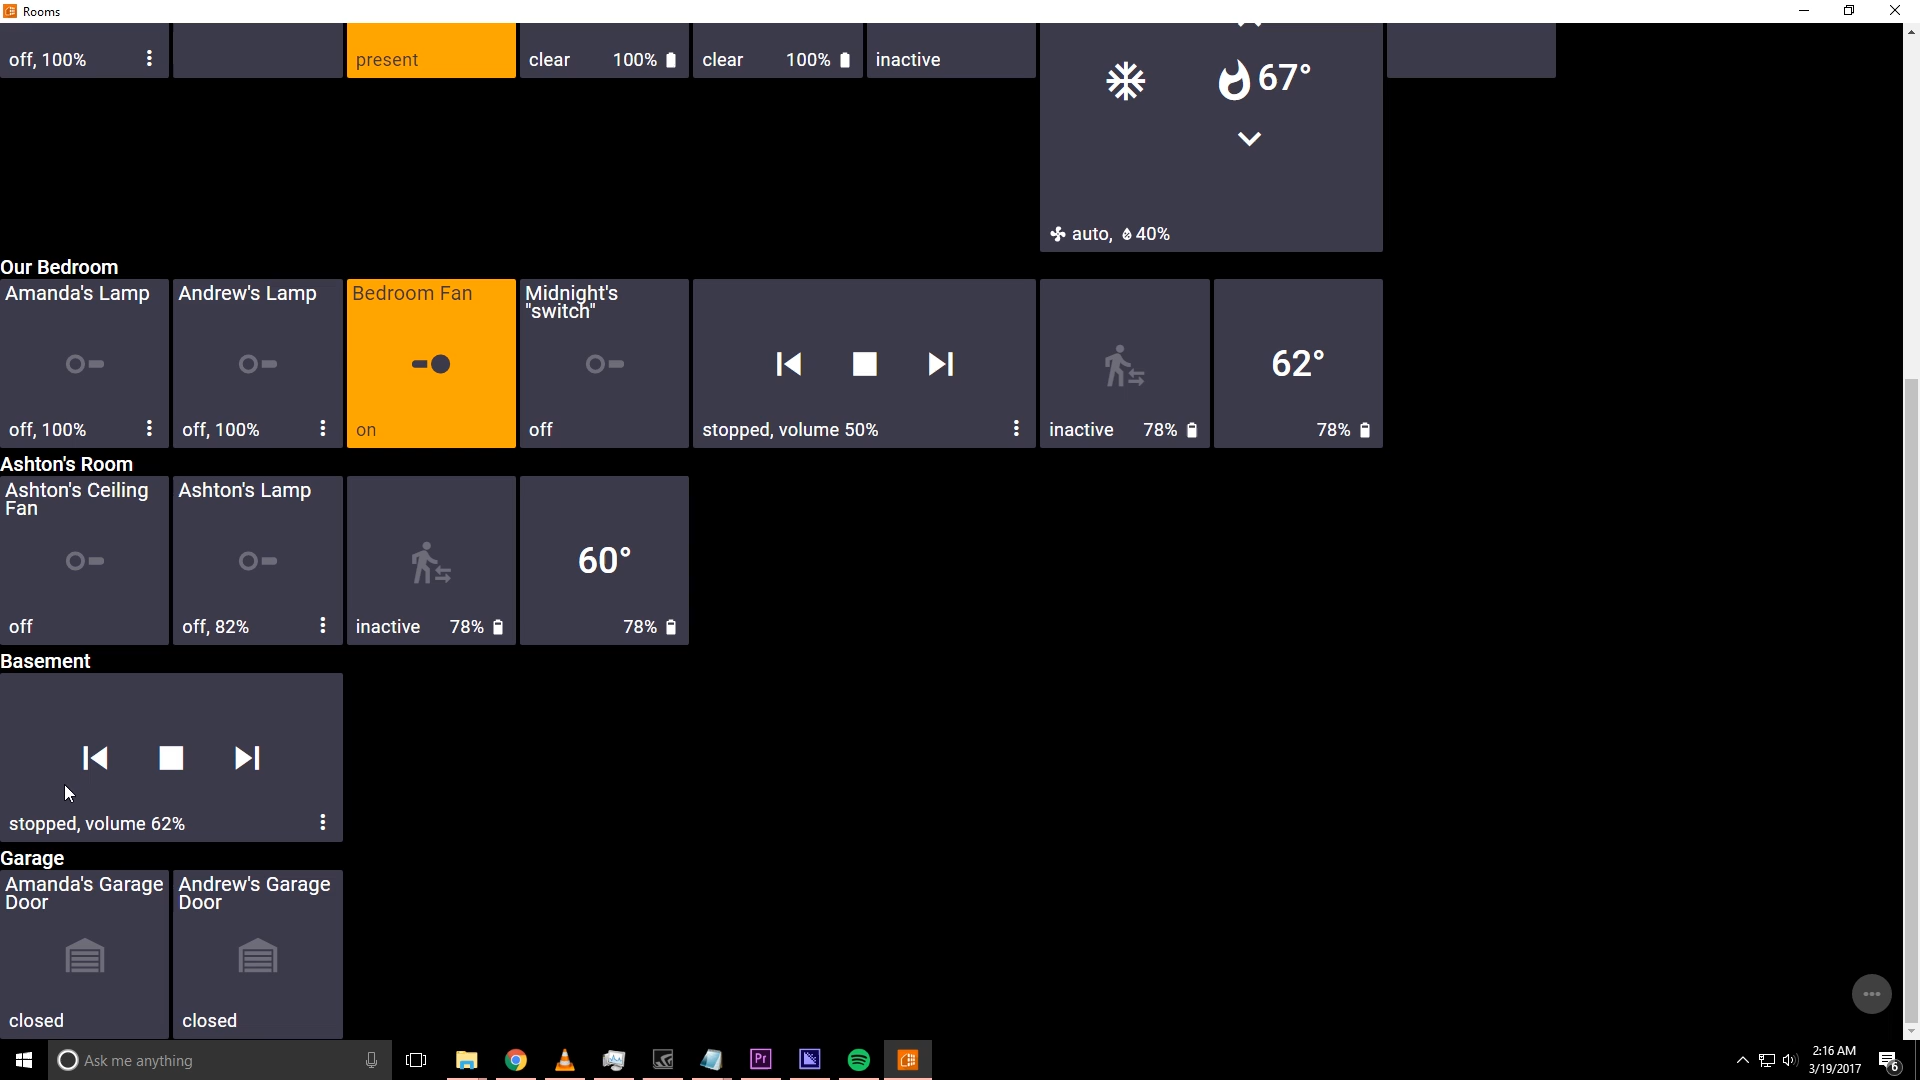 Rooms
off, 100%
present
clear 100%
clear 100%
inactive
67°
auto, 40%
Our Bedroom
Amanda's Lamp
off, 100%
Andrew's Lamp
off, 100%
Bedroom Fan
on
Midnight's
"switch"
off
stopped, volume 50%
inactive 78%
62°
78%
Ashton's Room
Ashton's Ceiling
Fan
off
Ashton's Lamp
off, 82%
inactive 78%
60°
78%
Basement
stopped, volume 62%
Garage
Amanda's Garage
Door
closed
Andrew's Garage
Door
closed
Ask me anything
Pr
2:16 AM
3/19/2017
6